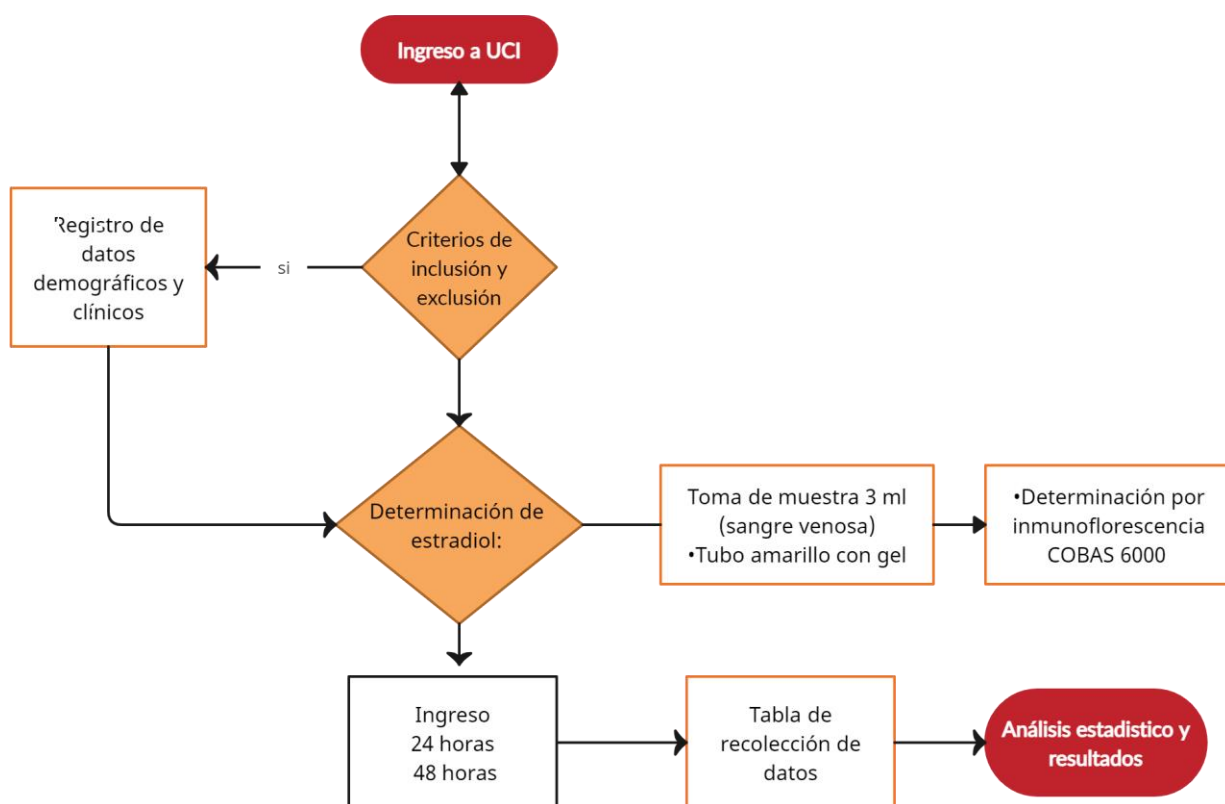 Ingreso a UCI
Criterios de
inclusión y
exclusión
si
Registro de
datos
demográficos y
clínicos
Determinación de
estradiol:
Toma de muestra 3 ml
(sangre venosa)
•Tubo amarillo con gel
•Determinación por
inmunoflorescencia
COBAS 6000
Ingreso
24 horas
48 horas
Tabla de
recolección de
datos
Análisis estadistico y
resultados